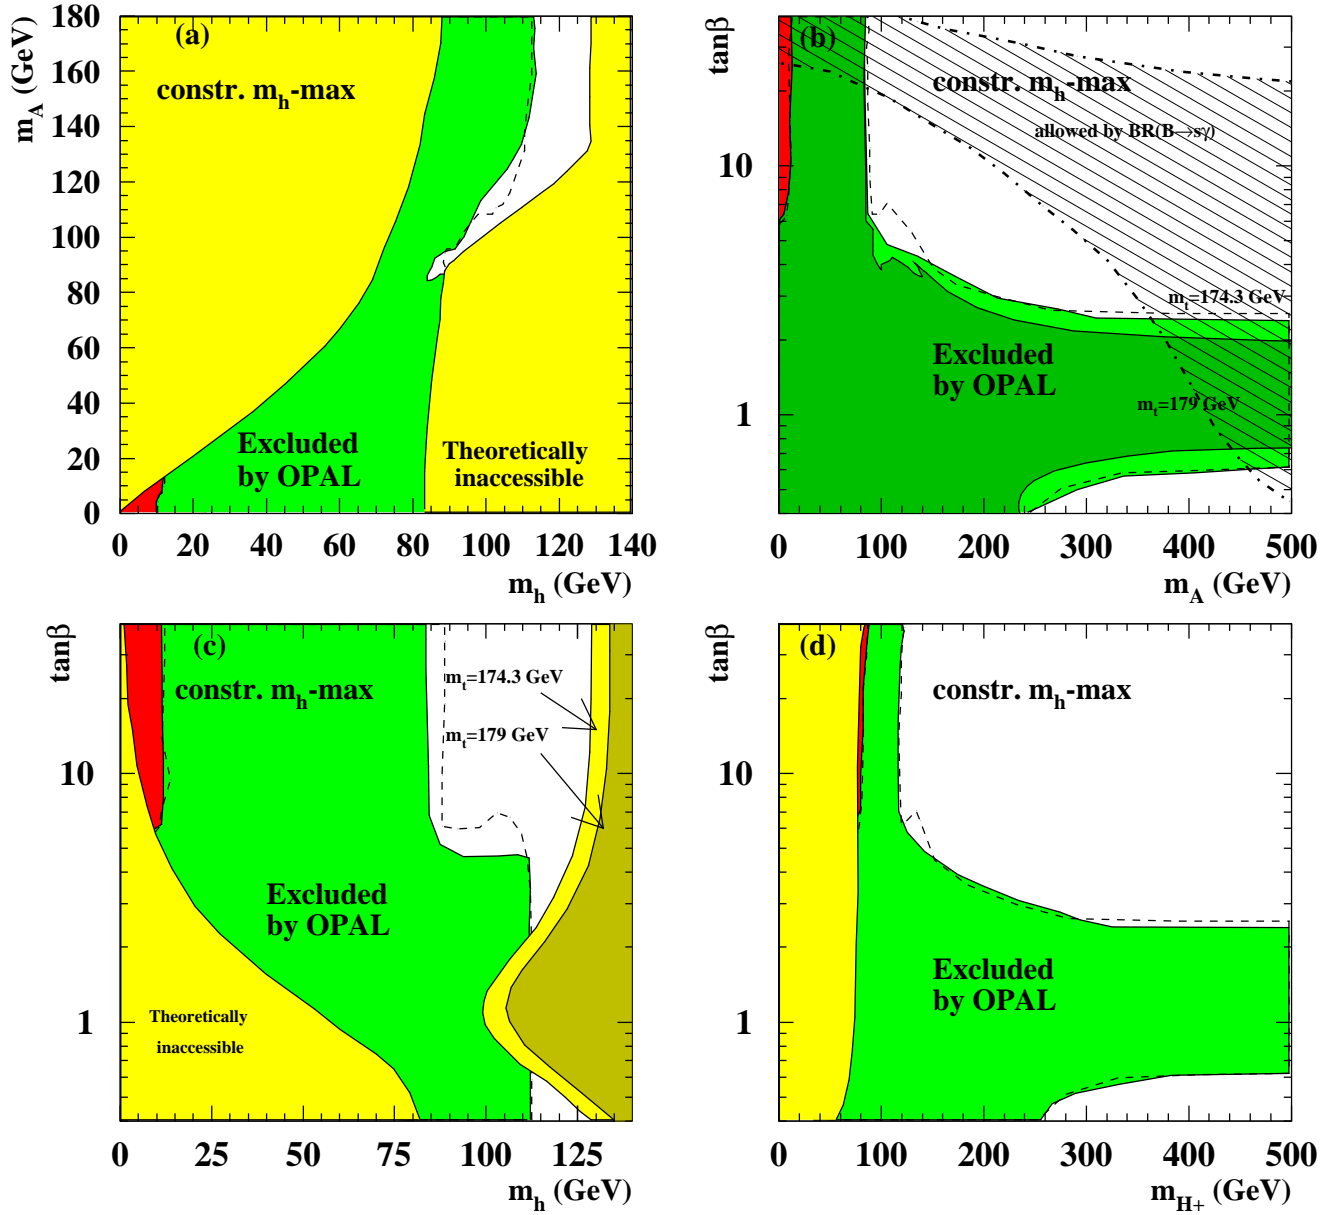 180
160
140
120
100
80
60
40
20
0
m_A (GeV)
(a)
constr. m_h-max
Excluded
by OPAL
Theoretically
inaccessible
0 20 40 60 80 100 120 140
m_h (GeV)
tanβ
10
1
(b)
constr. m_h-max
allowed by BR(B→sγ)
m_t=174.3 GeV
Excluded
by OPAL
m_t=179 GeV
0 100 200 300 400 500
m_A (GeV)
tanβ
10
1
(c)
constr. m_h-max
m_t=174.3 GeV
m_t=179 GeV
Excluded
by OPAL
Theoretically
inaccessible
0 25 50 75 100 125
m_h (GeV)
tanβ
10
1
(d)
constr. m_h-max
Excluded
by OPAL
0 100 200 300 400 500
m_H+ (GeV)